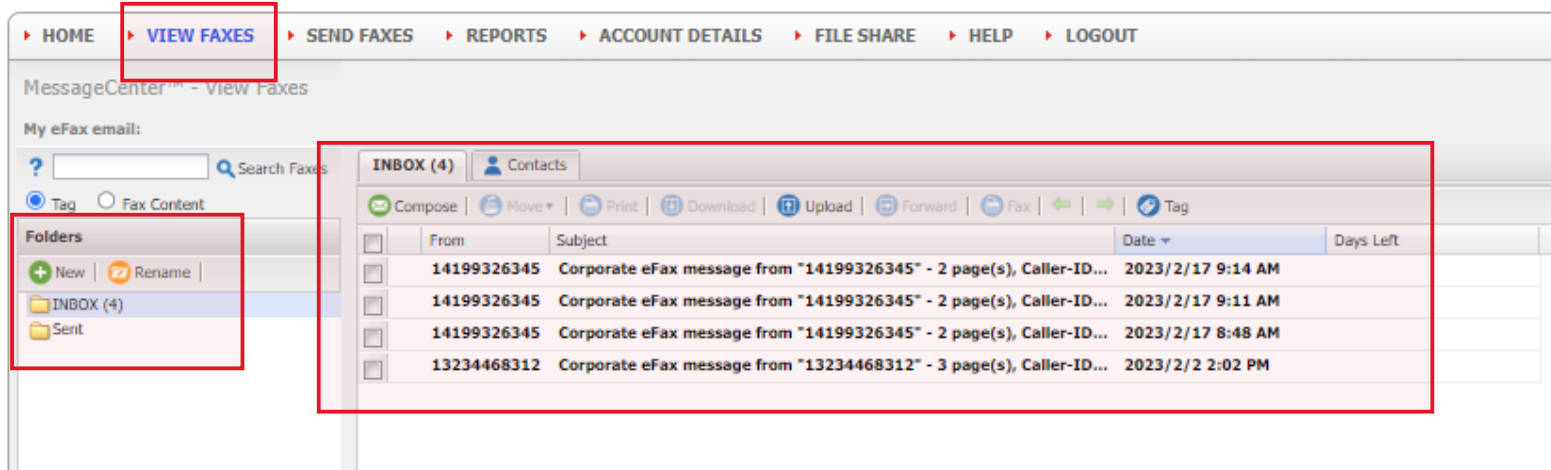 HOME VIEW FAXES SEND FAXES REPORTS ACCOUNT DETAILS FILE SHARE HELP LOGOUT
MessageCenter™ - View Faxes
My eFax email:
? Search Faxes
Tag Fax Content
Folders
New | Rename |
INBOX (4)
Sent
INBOX (4) Contacts
Compose | Move | Print | Download | Upload | Forward | Fax | | | Tag
From Subject Date Days Left
14199326345 Corporate eFax message from "14199326345" - 2 page(s), Caller-ID... 2023/2/17 9:14 AM
14199326345 Corporate eFax message from "14199326345" - 2 page(s), Caller-ID... 2023/2/17 9:11 AM
14199326345 Corporate eFax message from "14199326345" - 2 page(s), Caller-ID... 2023/2/17 8:48 AM
13234468312 Corporate eFax message from "13234468312" - 3 page(s), Caller-ID... 2023/2/2 2:02 PM